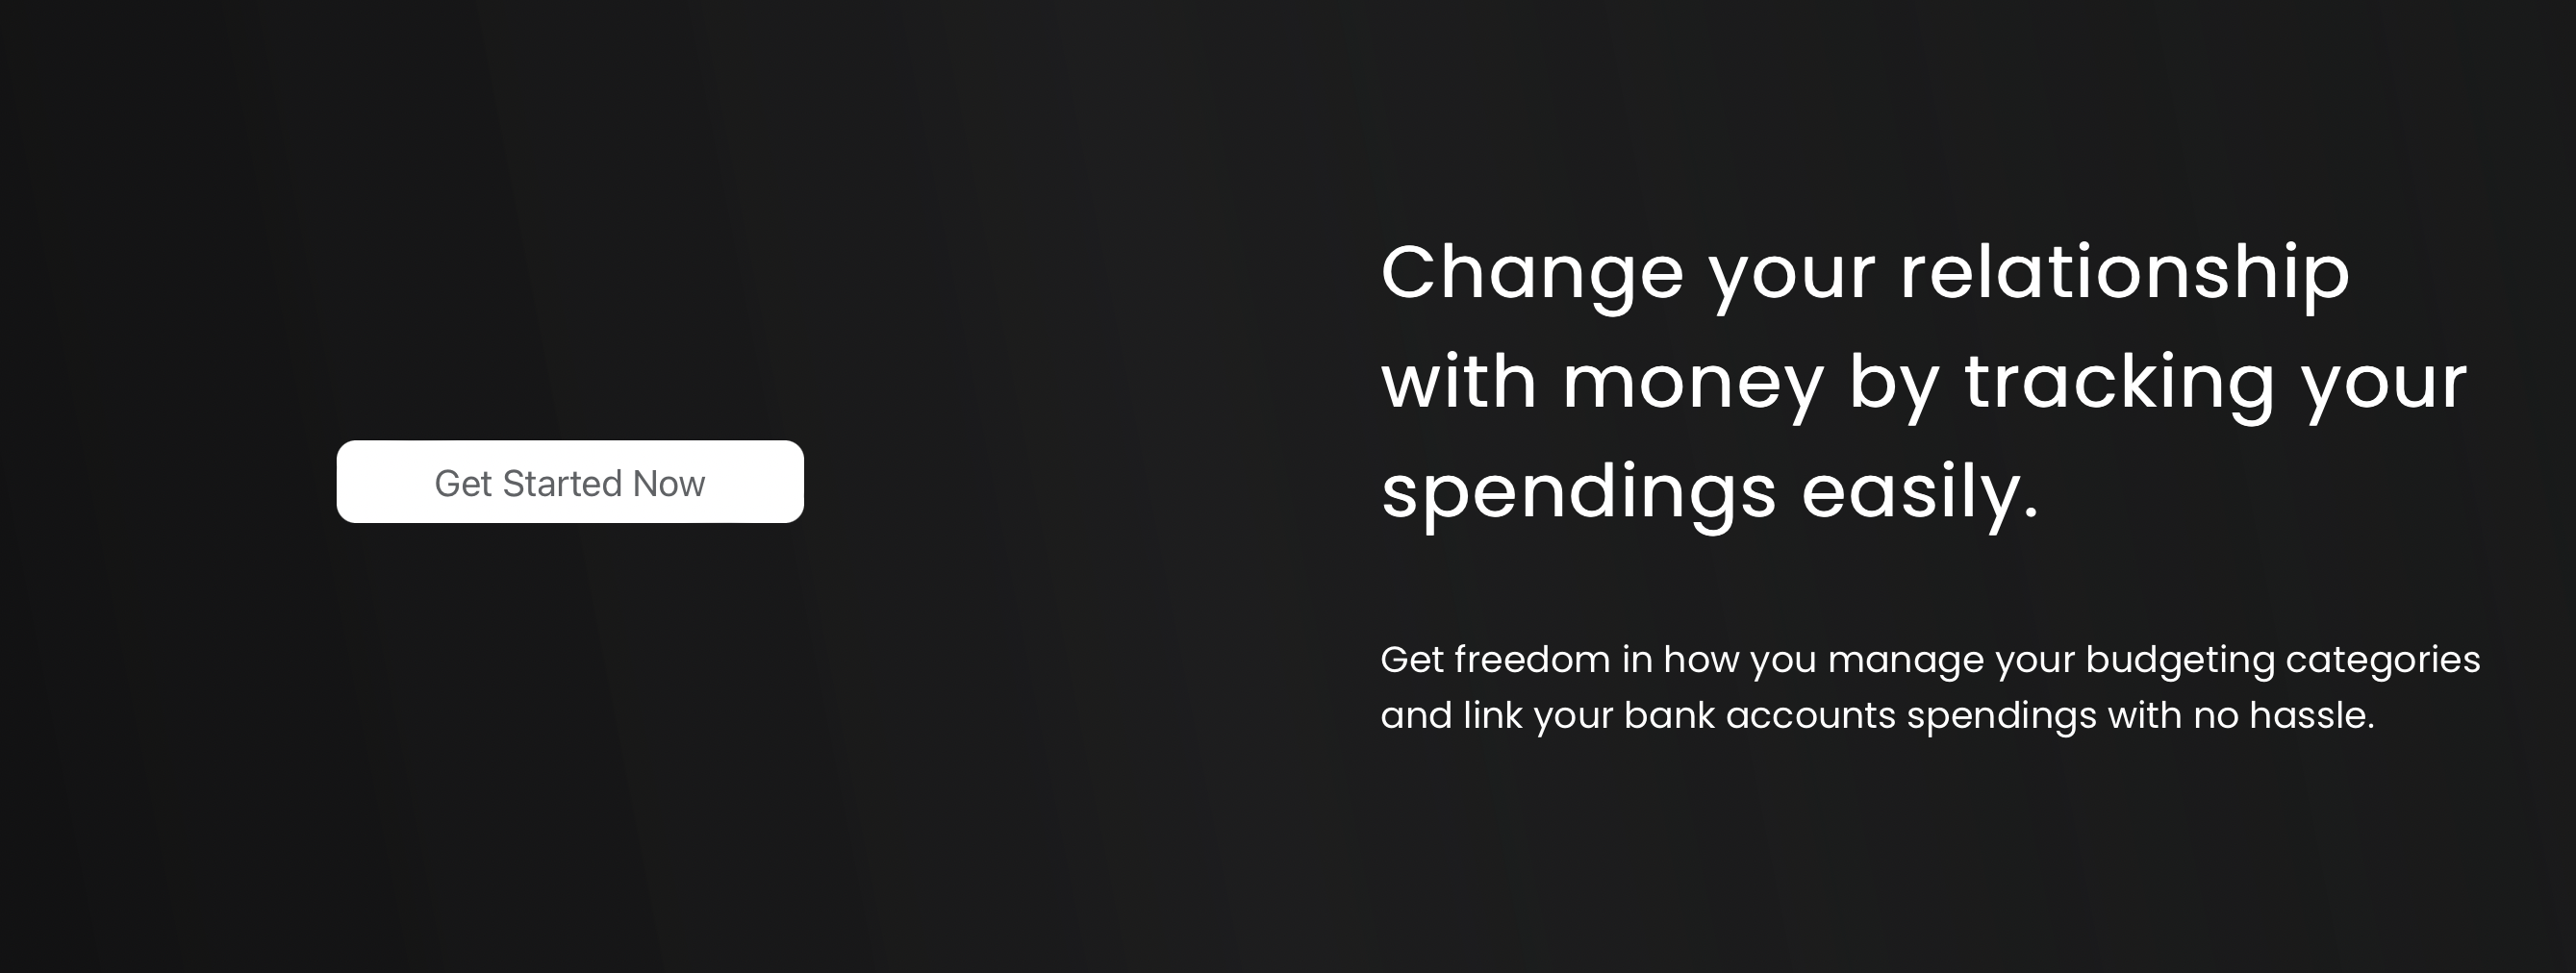 Get Started Now
Change your relationship
with money by tracking your
spendings easily.
Get freedom in how you manage your budgeting categories
and link your bank accounts spendings with no hassle.